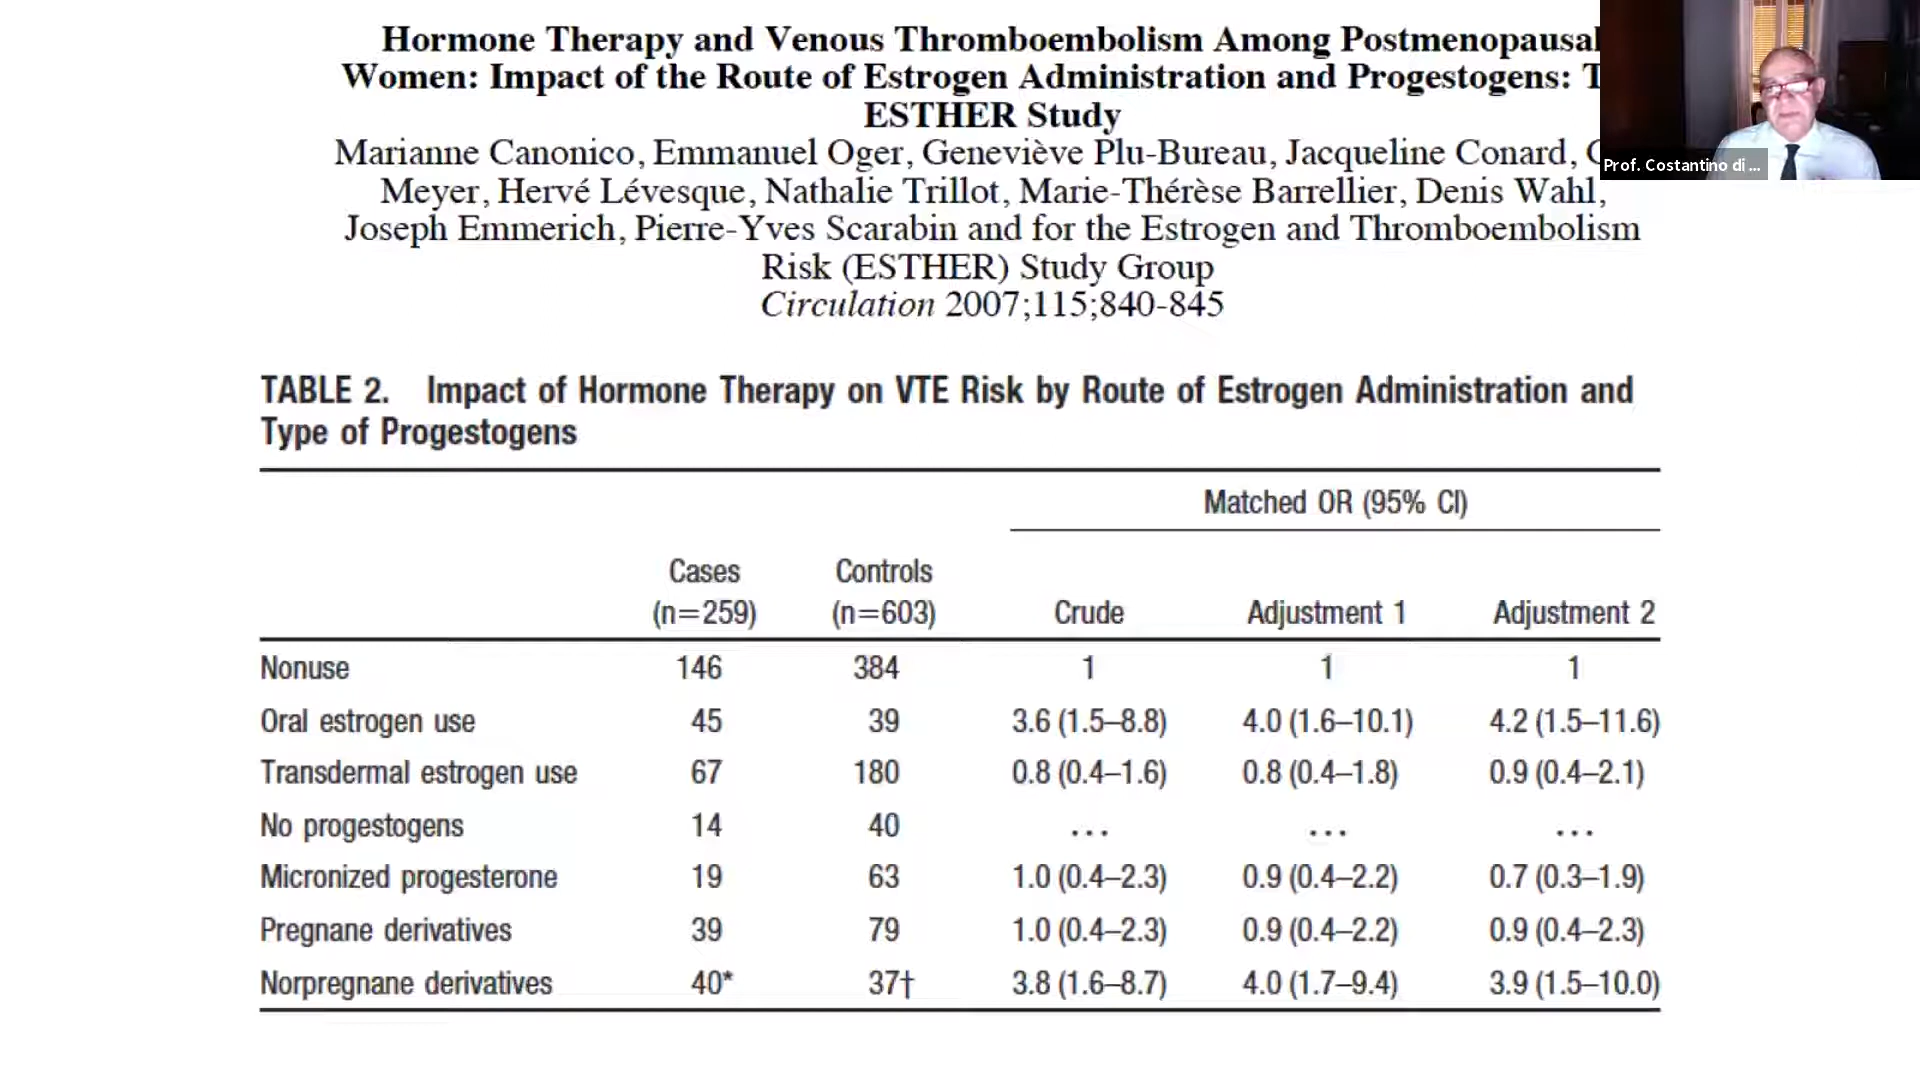 Hormone Therapy and Venous Thromboembolism Among Postmenopausal
Women: Impact of the Route of Estrogen Administration and Progestogens:
ESTHER Study
Marianne Canonico, Emmanuel Oger, Geneviève Plu-Bureau, Jacqueline Conard,
Meyer, Hervé Lévesque, Nathalie Trillot, Marie-Thérèse Barrellier, Denis Wahl,
Joseph Emmerich, Pierre-Yves Scarabin and for the Estrogen and Thromboembolism
Risk (ESTHER) Study Group
Circulation 2007;115;840-845
Prof. Costantino di ...
TABLE 2. Impact of Hormone Therapy on VTE Risk by Route of Estrogen Administration and
Type of Progestogens
Matched OR (95% CI)
Cases Controls
(n=259) (n=603) Crude Adjustment 1 Adjustment 2
Nonuse 146 384 1 1 1
Oral estrogen use 45 39 3.6 (1.5–8.8) 4.0 (1.6–10.1) 4.2 (1.5–11.6)
Transdermal estrogen use 67 180 0.8 (0.4–1.6) 0.8 (0.4–1.8) 0.9 (0.4–2.1)
No progestogens 14 40 ... ... ...
Micronized progesterone 19 63 1.0 (0.4–2.3) 0.9 (0.4–2.2) 0.7 (0.3–1.9)
Pregnane derivatives 39 79 1.0 (0.4–2.3) 0.9 (0.4–2.2) 0.9 (0.4–2.3)
Norpregnane derivatives 40* 37† 3.8 (1.6–8.7) 4.0 (1.7–9.4) 3.9 (1.5–10.0)